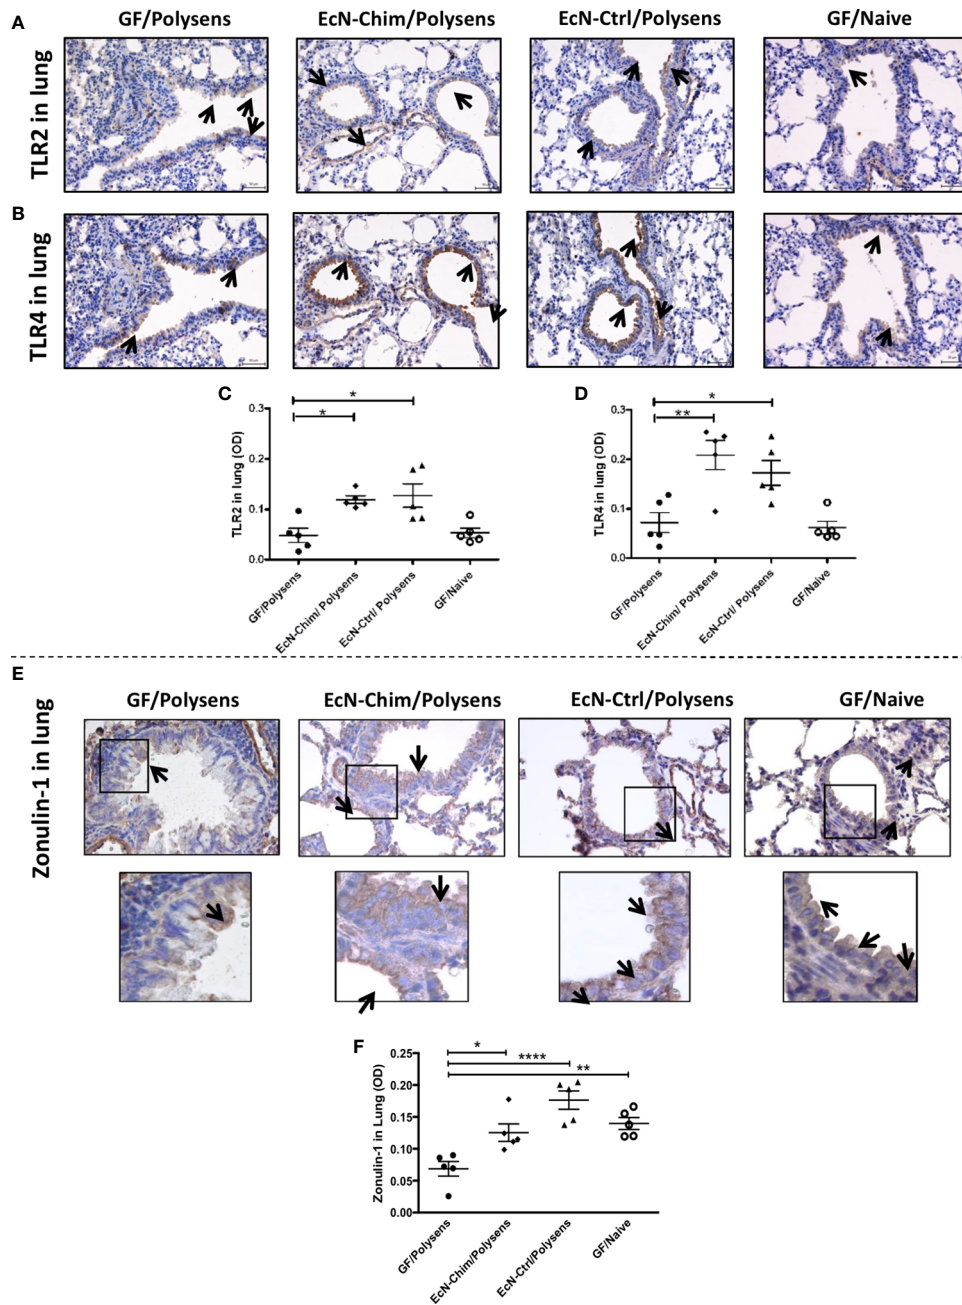 A
GF/Polysens
EcN-Chim/Polysens
EcN-Ctrl/Polysens
GF/Naive
TLR2 in lung
B
TLR4 in lung
C
*
*
TLR2 in lung (OD)
0.3
0.2
0.1
0.0
GF/Polysens
EcN-Chim/ Polysens
EcN-Ctrl/ Polysens
GF/Naive
D
*
**
TLR4 in lung (OD)
0.3
0.2
0.1
0.0
GF/Polysens
EcN-Chim/ Polysens
EcN-Ctrl/ Polysens
GF/Naive
E
GF/Polysens
EcN-Chim/Polysens
EcN-Ctrl/Polysens
GF/Naive
Zonulin-1 in lung
F
*
****
**
Zonulin-1 in Lung (OD)
0.25
0.20
0.15
0.10
0.05
0.00
GF/Polysens
EcN-Chim/Polysens
EcN-Ctrl/Polysens
GF/Naive